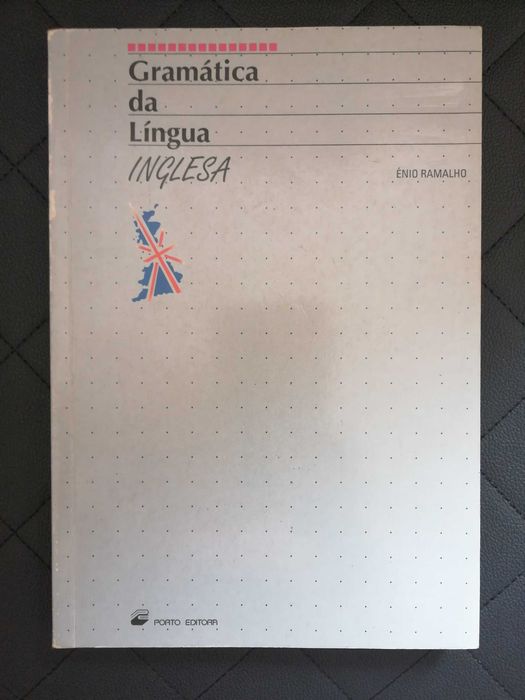 Gramática
da
Língua
INGLESA
ÉNIO RAMALHO
PORTO EDITORA